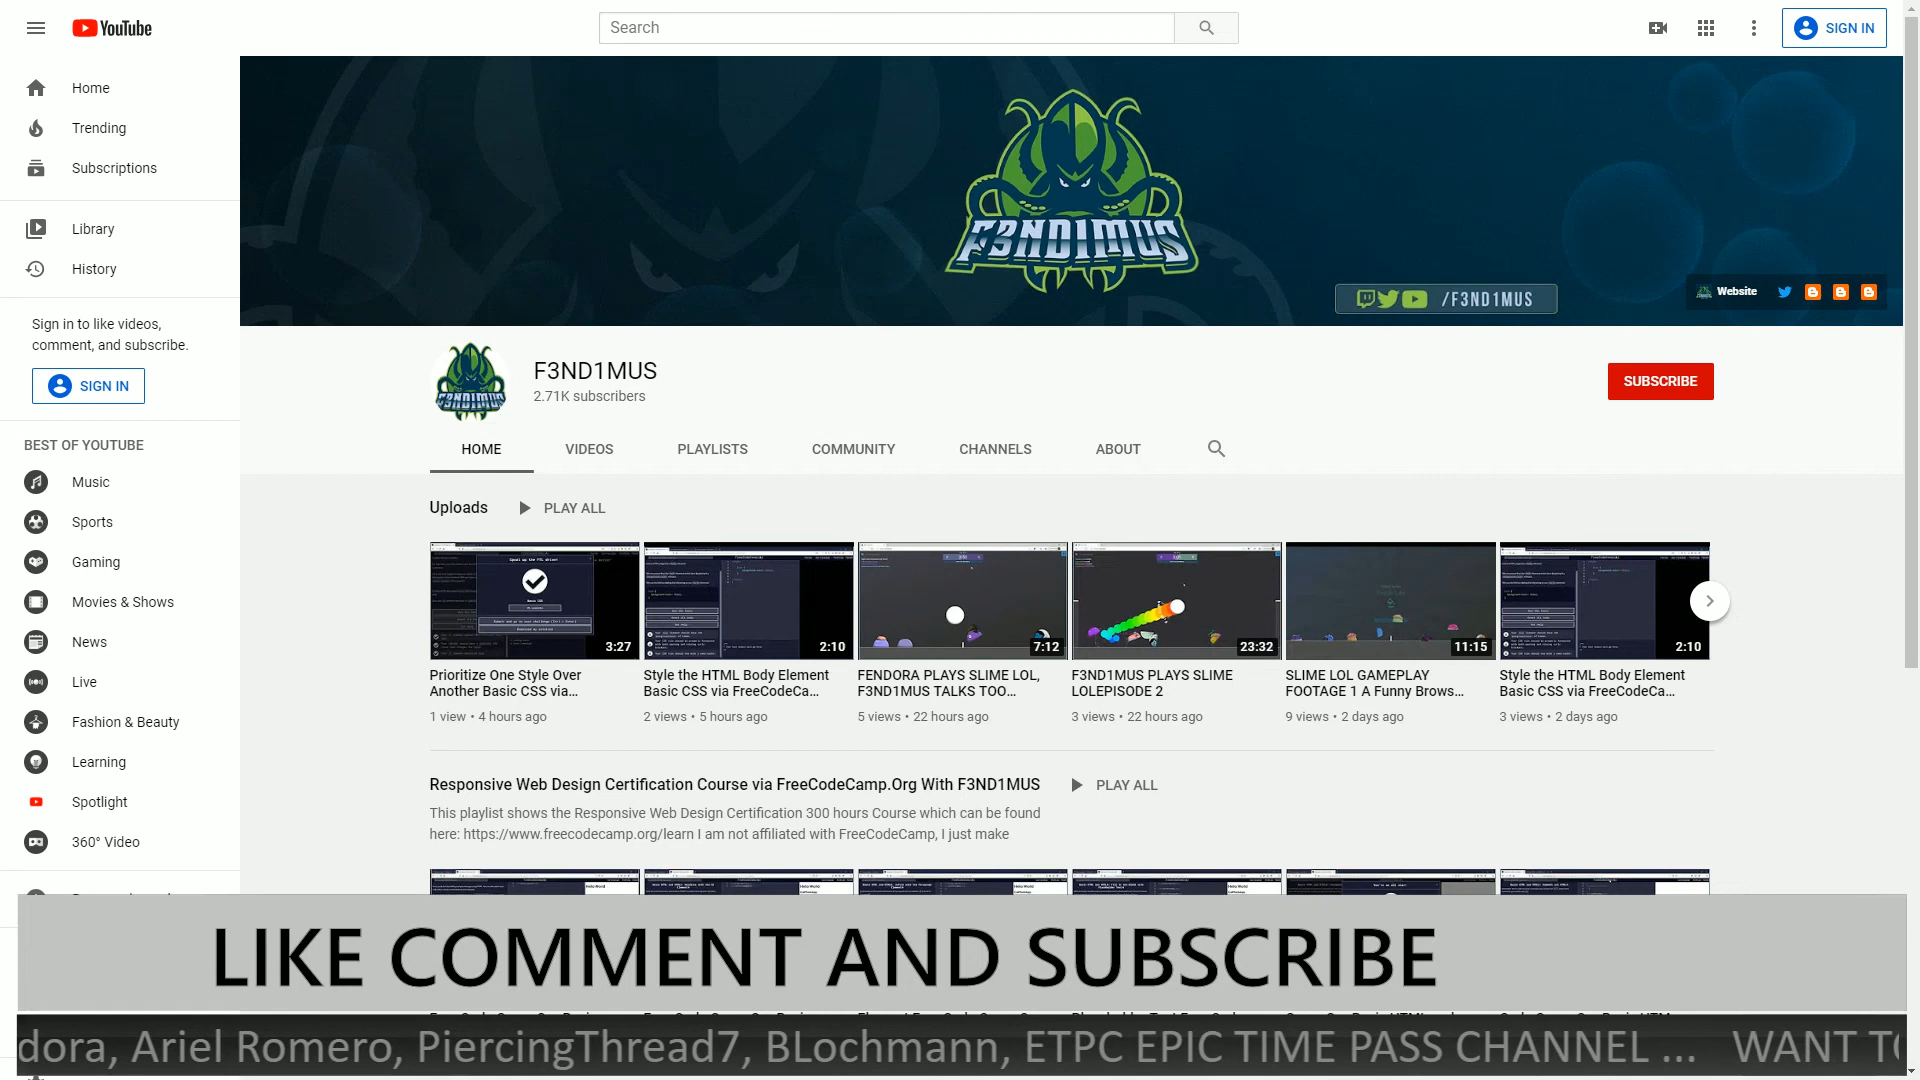 YouTube
Search
SIGN IN
Home
Trending
Subscriptions
Library
History
Sign in to like videos,
comment, and subscribe.
SIGN IN
BEST OF YOUTUBE
Music
Sports
Gaming
Movies & Shows
News
Live
Fashion & Beauty
Learning
Spotlight
360° Video
F3ND1MUS
/F3ND1MUS
Website
F3ND1MUS
2.71K subscribers
SUBSCRIBE
HOME
VIDEOS
PLAYLISTS
COMMUNITY
CHANNELS
ABOUT
Uploads
PLAY ALL
3:27
Prioritize One Style Over
Another Basic CSS via...
1 view • 4 hours ago
2:10
Style the HTML Body Element
Basic CSS via FreeCodeCa...
2 views • 5 hours ago
7:12
FENDORA PLAYS SLIME LOL,
F3ND1MUS TALKS TOO...
5 views • 22 hours ago
23:32
F3ND1MUS PLAYS SLIME
LOLEPISODE 2
3 views • 22 hours ago
11:15
SLIME LOL GAMEPLAY
FOOTAGE 1 A Funny Brows...
9 views • 2 days ago
2:10
Style the HTML Body Element
Basic CSS via FreeCodeCa...
3 views • 2 days ago
Responsive Web Design Certification Course via FreeCodeCamp.Org With F3ND1MUS
PLAY ALL
This playlist shows the Responsive Web Design Certification 300 hours Course which can be found
here: https://www.freecodecamp.org/learn I am not affiliated with FreeCodeCamp, I just make
LIKE COMMENT AND SUBSCRIBE
dora, Ariel Romero, PiercingThread7, BLochmann, ETPC EPIC TIME PASS CHANNEL ... WANT TO